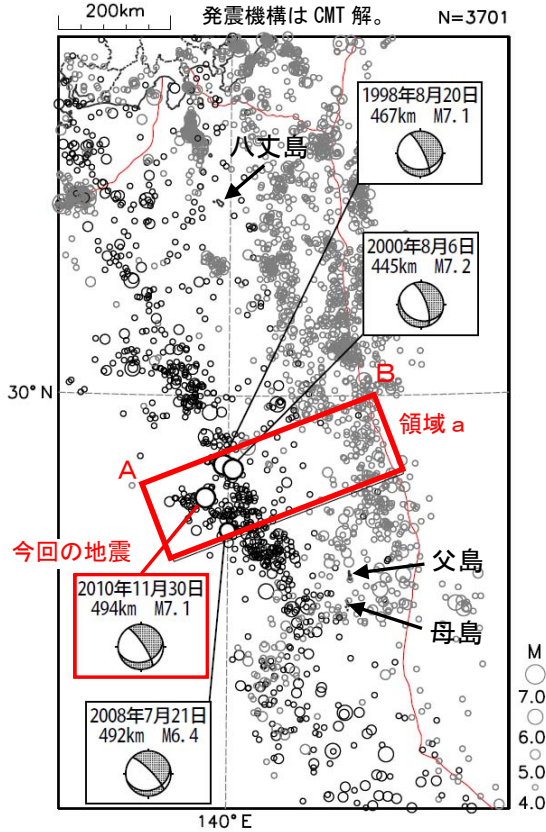 200km
発震機構は CMT 解。
N=3701
1998年8月20日
467km M7.1
八丈島
2000年8月6日
445km M7.2
30°N
B
領域 a
A
今回の地震
2010年11月30日
494km M7.1
父島
母島
2008年7月21日
492km M6.4
M
7.0
6.0
5.0
4.0
140°E